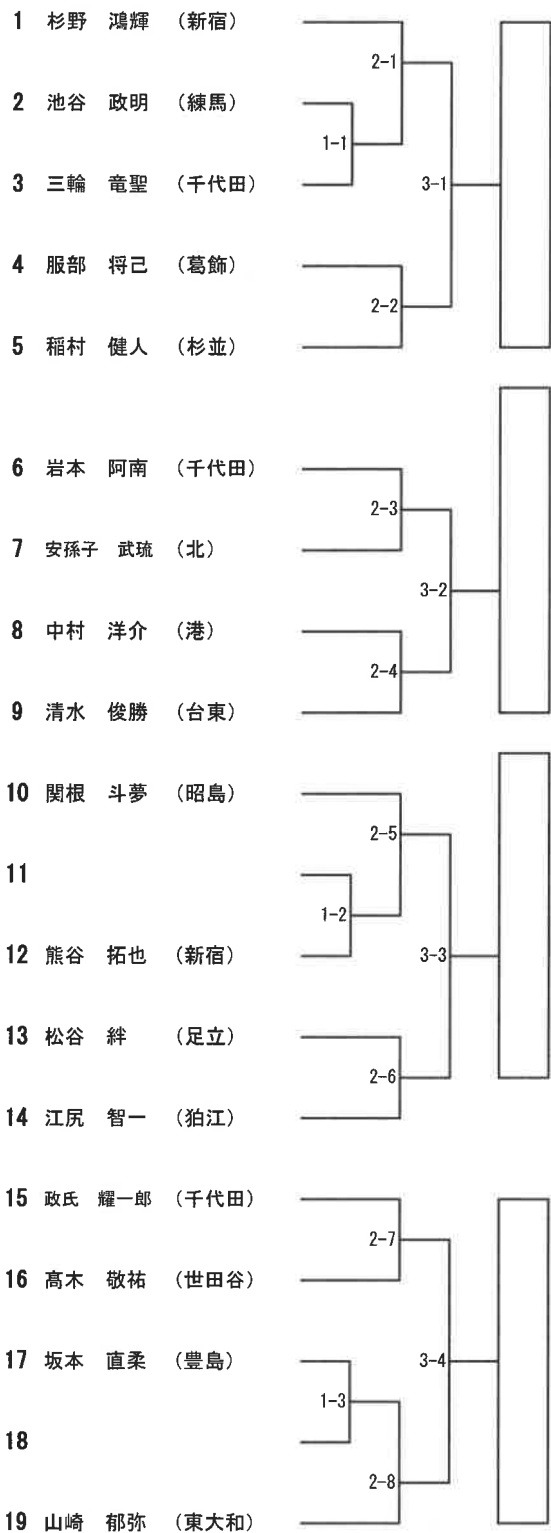 1 杉野 鴻輝 (新宿)
2-1
2 池谷 政明 (練馬)
1-1
3 三輪 竜聖 (千代田)
3-1
4 服部 将己 (葛飾)
2-2
5 稲村 健人 (杉並)
6 岩本 阿南 (千代田)
2-3
7 安孫子 武琉 (北)
3-2
8 中村 洋介 (港)
2-4
9 清水 俊勝 (台東)
10 関根 斗夢 (昭島)
2-5
11
1-2
12 熊谷 拓也 (新宿)
3-3
13 松谷 絆 (足立)
2-6
14 江尻 智一 (狛江)
15 政氏 耀一郎 (千代田)
2-7
16 髙木 敬祐 (世田谷)
17 坂本 直柔 (豊島)
3-4
1-3
18
2-8
19 山崎 郁弥 (東大和)